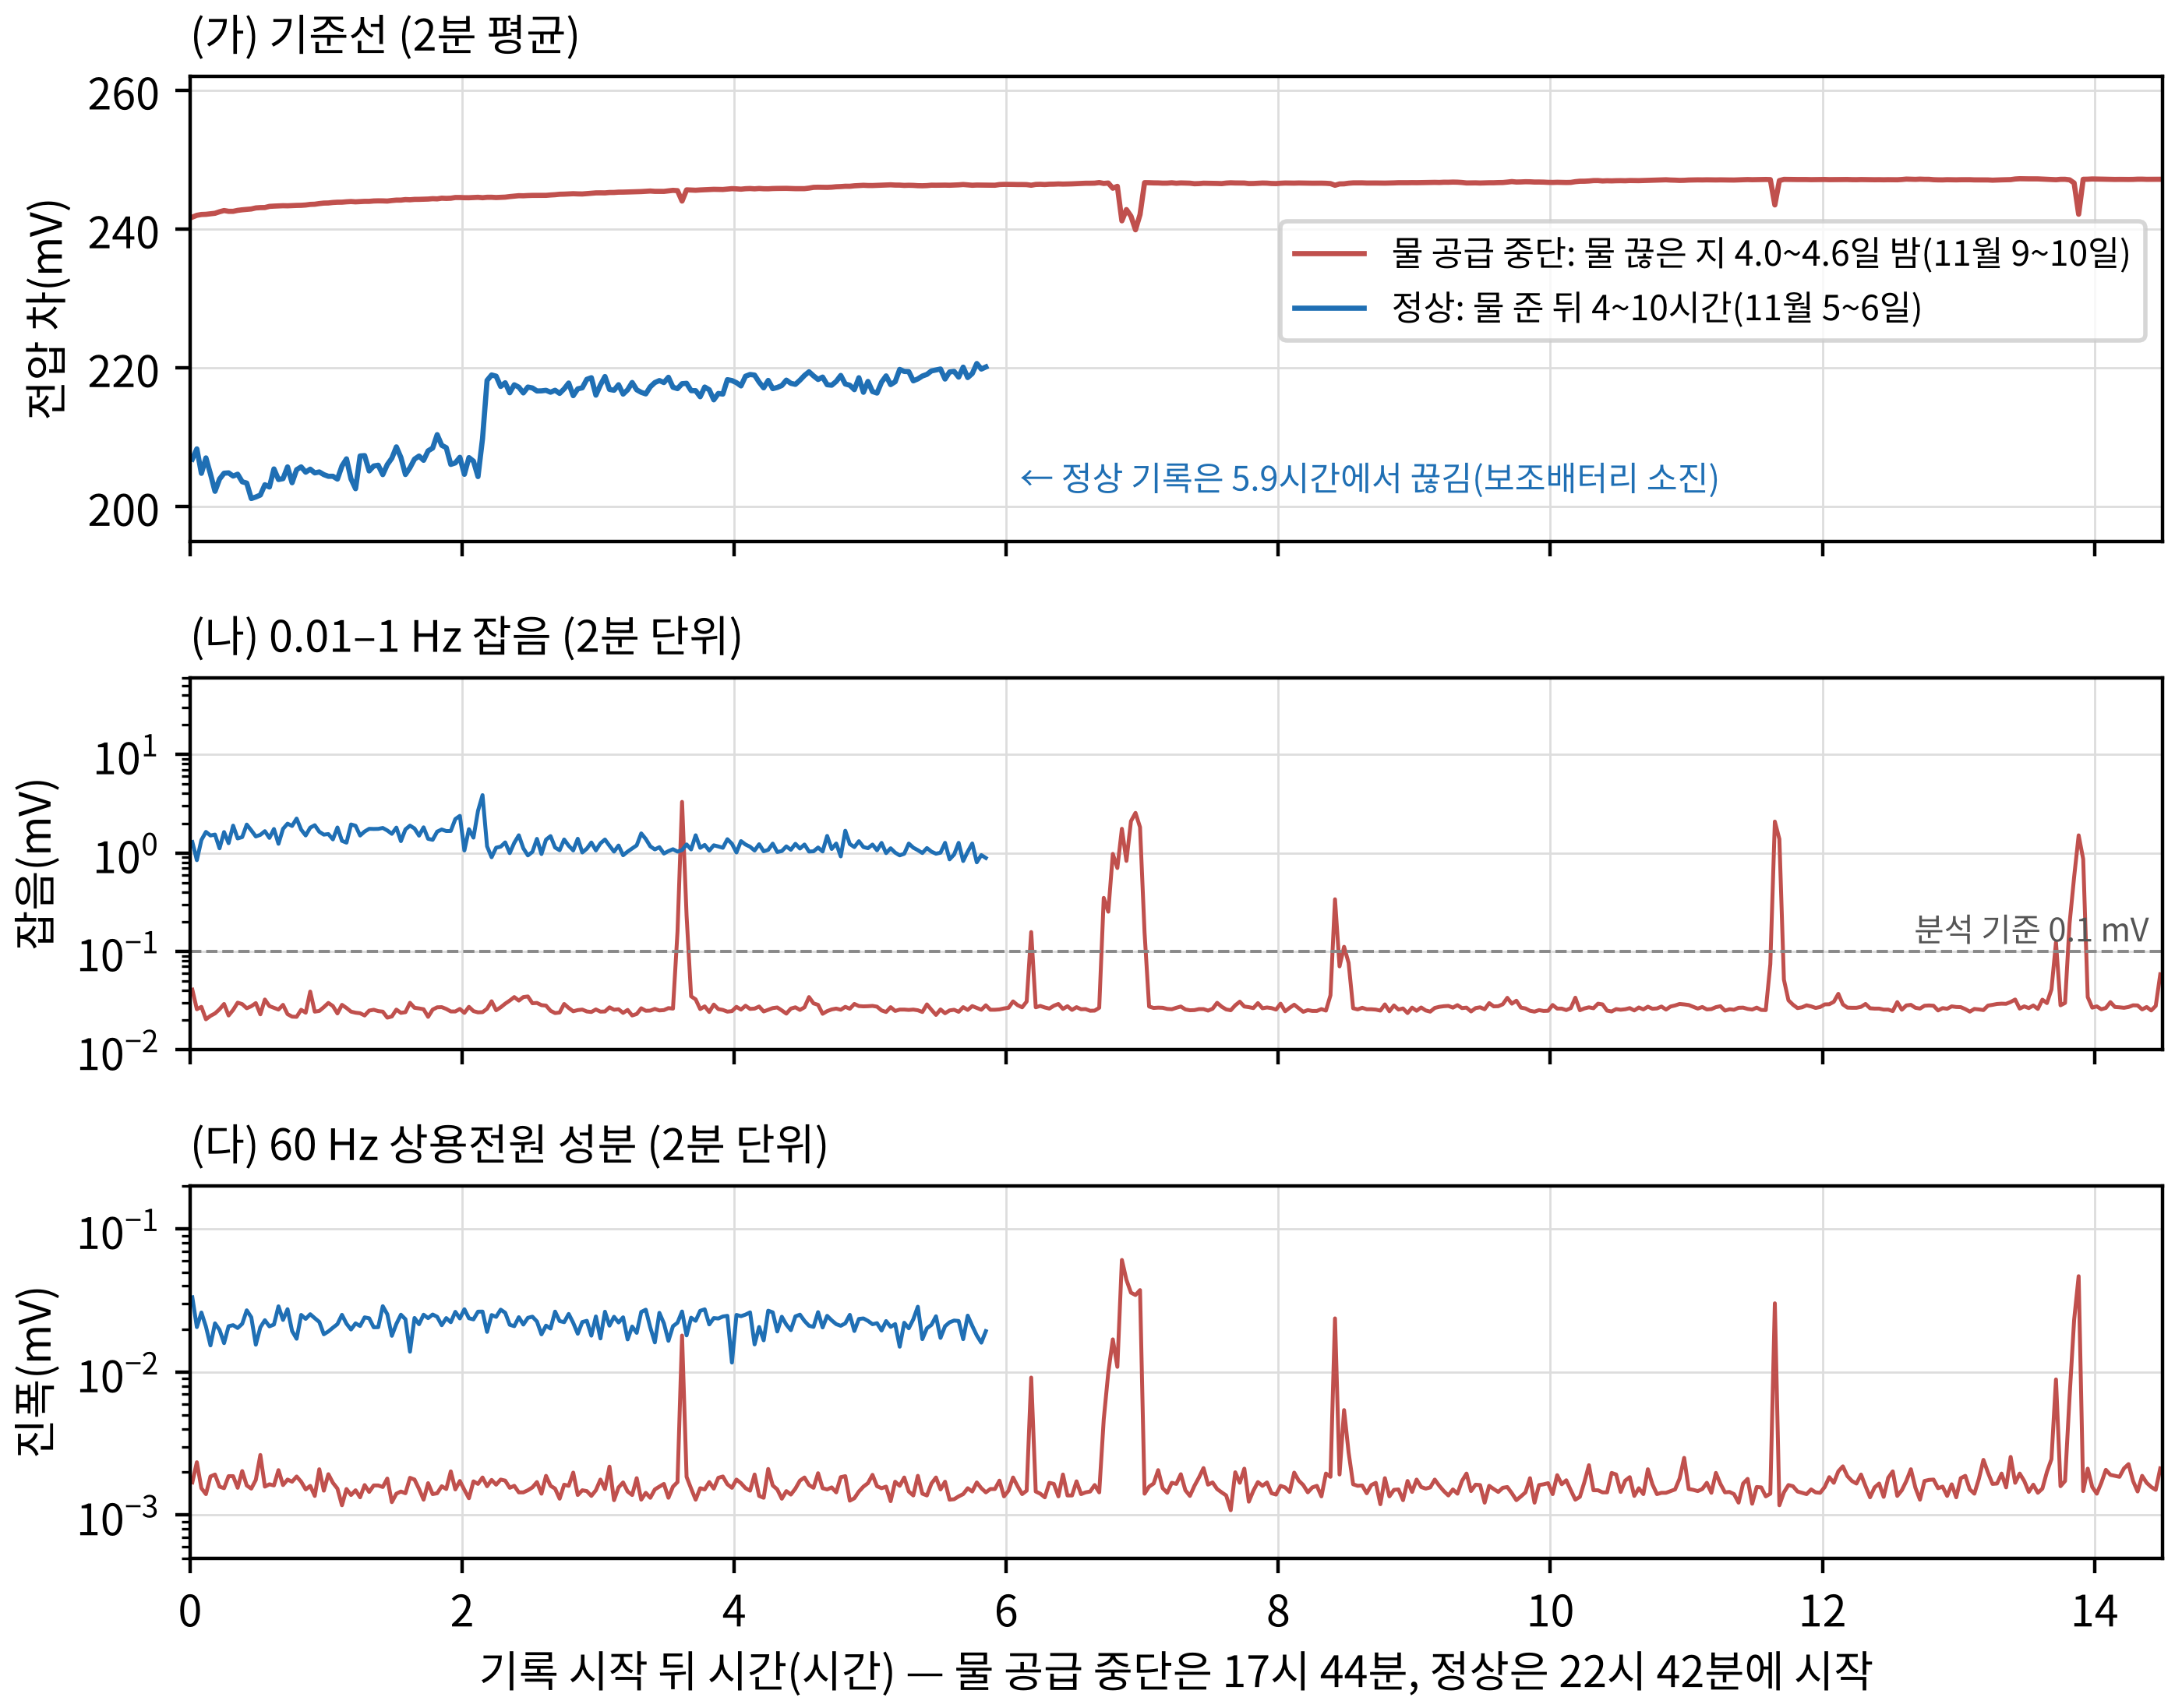 (가) 기준선 (2분 평균)
260
240
220
200
전압 차(mV)
물 공급 중단: 물 끊은 지 4.0~4.6일 밤(11월 9~10일)
정상: 물 준 뒤 4~10시간(11월 5~6일)
← 정상 기록은 5.9시간에서 끊김(보조배터리 소진)
(나) 0.01–1 Hz 잡음 (2분 단위)
10¹
10⁰
10⁻¹
10⁻²
잡음(mV)
분석 기준 0.1 mV
(다) 60 Hz 상용전원 성분 (2분 단위)
10⁻¹
10⁻²
10⁻³
진폭(mV)
0 2 4 6 8 10 12 14
기록 시작 뒤 시간(시간) — 물 공급 중단은 17시 44분, 정상은 22시 42분에 시작